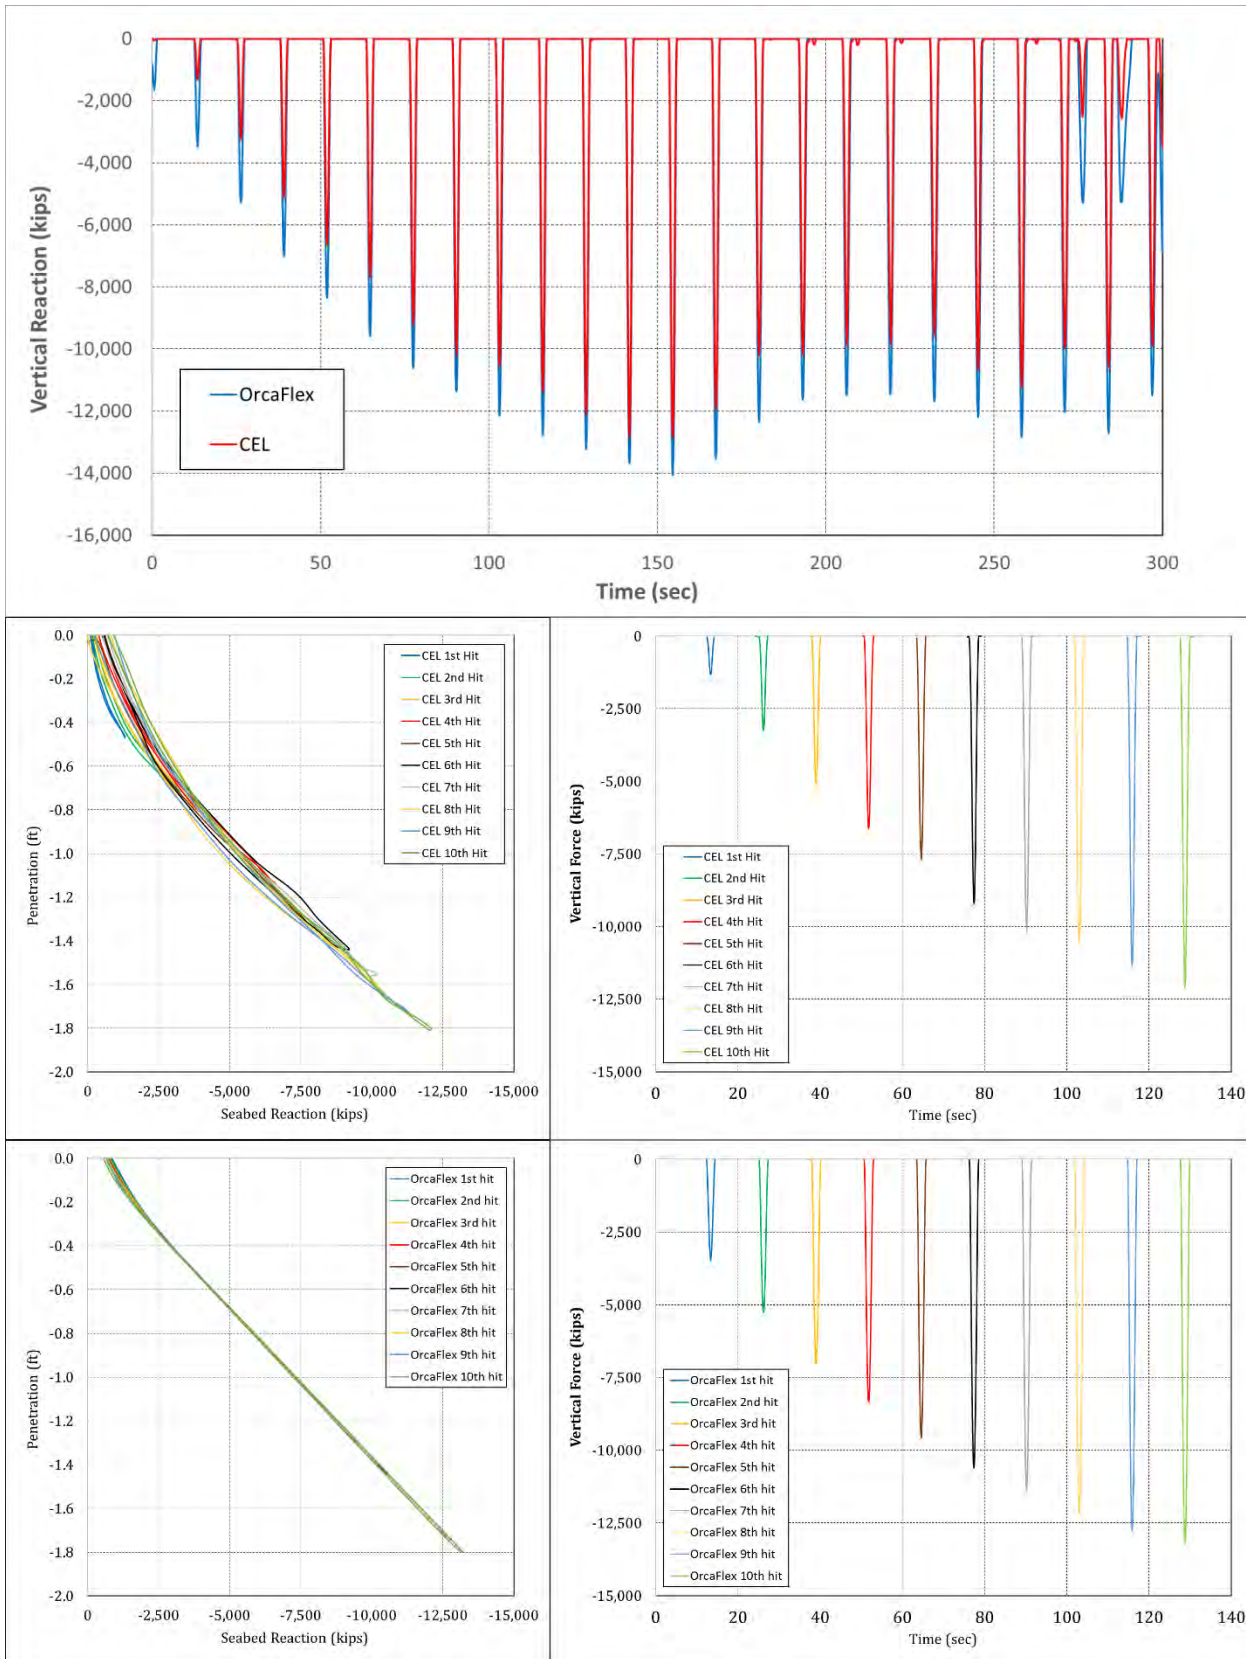 0
-2,000
-4,000
-6,000
-8,000
-10,000
-12,000
-14,000
-16,000
Vertical Reaction (kips)
OrcaFlex
CEL
0 50 100 150 200 250 300
Time (sec)
0.0
-0.2
-0.4
-0.6
-0.8
-1.0
-1.2
-1.4
-1.6
-1.8
-2.0
Penetration (ft)
CEL 1st Hit
CEL 2nd Hit
CEL 3rd Hit
CEL 4th Hit
CEL 5th Hit
CEL 6th Hit
CEL 7th Hit
CEL 8th Hit
CEL 9th Hit
CEL 10th Hit
0 -2,500 -5,000 -7,500 -10,000 -12,500 -15,000
Seabed Reaction (kips)
0
-2,500
-5,000
-7,500
-10,000
-12,500
-15,000
Vertical Force (kips)
CEL 1st Hit
CEL 2nd Hit
CEL 3rd Hit
CEL 4th Hit
CEL 5th Hit
CEL 6th Hit
CEL 7th Hit
CEL 8th Hit
CEL 9th Hit
CEL 10th Hit
0 20 40 60 80 100 120 140
Time (sec)
0.0
-0.2
-0.4
-0.6
-0.8
-1.0
-1.2
-1.4
-1.6
-1.8
-2.0
Penetration (ft)
OrcaFlex 1st hit
OrcaFlex 2nd hit
OrcaFlex 3rd hit
OrcaFlex 4th hit
OrcaFlex 5th hit
OrcaFlex 6th hit
OrcaFlex 7th hit
OrcaFlex 8th hit
OrcaFlex 9th hit
OrcaFlex 10th hit
0 -2,500 -5,000 -7,500 -10,000 -12,500 -15,000
Seabed Reaction (kips)
0
-2,500
-5,000
-7,500
-10,000
-12,500
-15,000
Vertical Force (kips)
OrcaFlex 1st hit
OrcaFlex 2nd hit
OrcaFlex 3rd hit
OrcaFlex 4th hit
OrcaFlex 5th hit
OrcaFlex 6th hit
OrcaFlex 7th hit
OrcaFlex 8th hit
OrcaFlex 9th hit
OrcaFlex 10th hit
0 20 40 60 80 100 120 140
Time (sec)